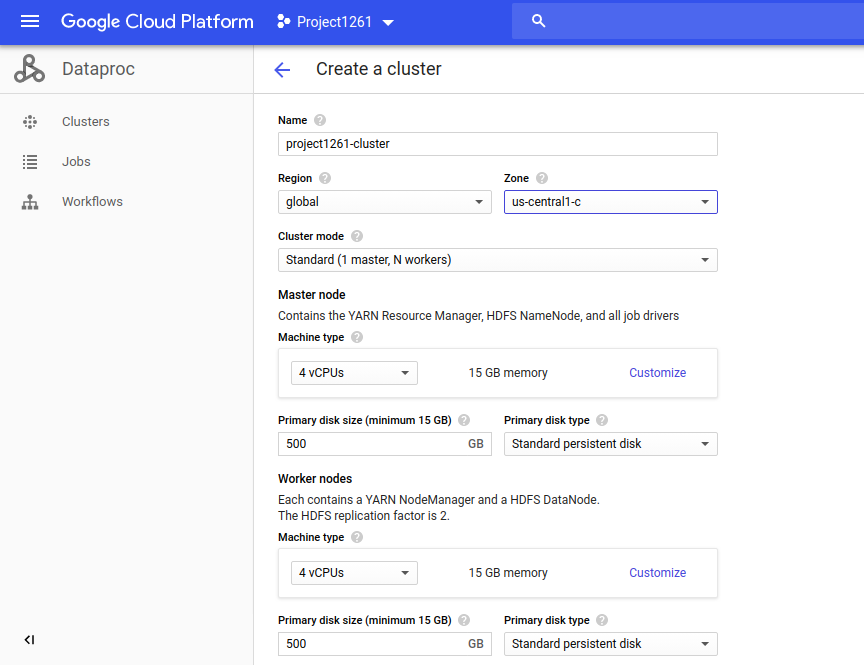 Google Cloud Platform Project1261
Dataproc
Create a cluster
Clusters
Jobs
Workflows
Name ?
project1261-cluster
Region ? Zone ?
global us-central1-c
Cluster mode ?
Standard (1 master, N workers)
Master node
Contains the YARN Resource Manager, HDFS NameNode, and all job drivers
Machine type ?
4 vCPUs 15 GB memory Customize
Primary disk size (minimum 15 GB) ? Primary disk type ?
500 GB Standard persistent disk
Worker nodes
Each contains a YARN NodeManager and a HDFS DataNode.
The HDFS replication factor is 2.
Machine type ?
4 vCPUs 15 GB memory Customize
Primary disk size (minimum 15 GB) ? Primary disk type ?
500 GB Standard persistent disk